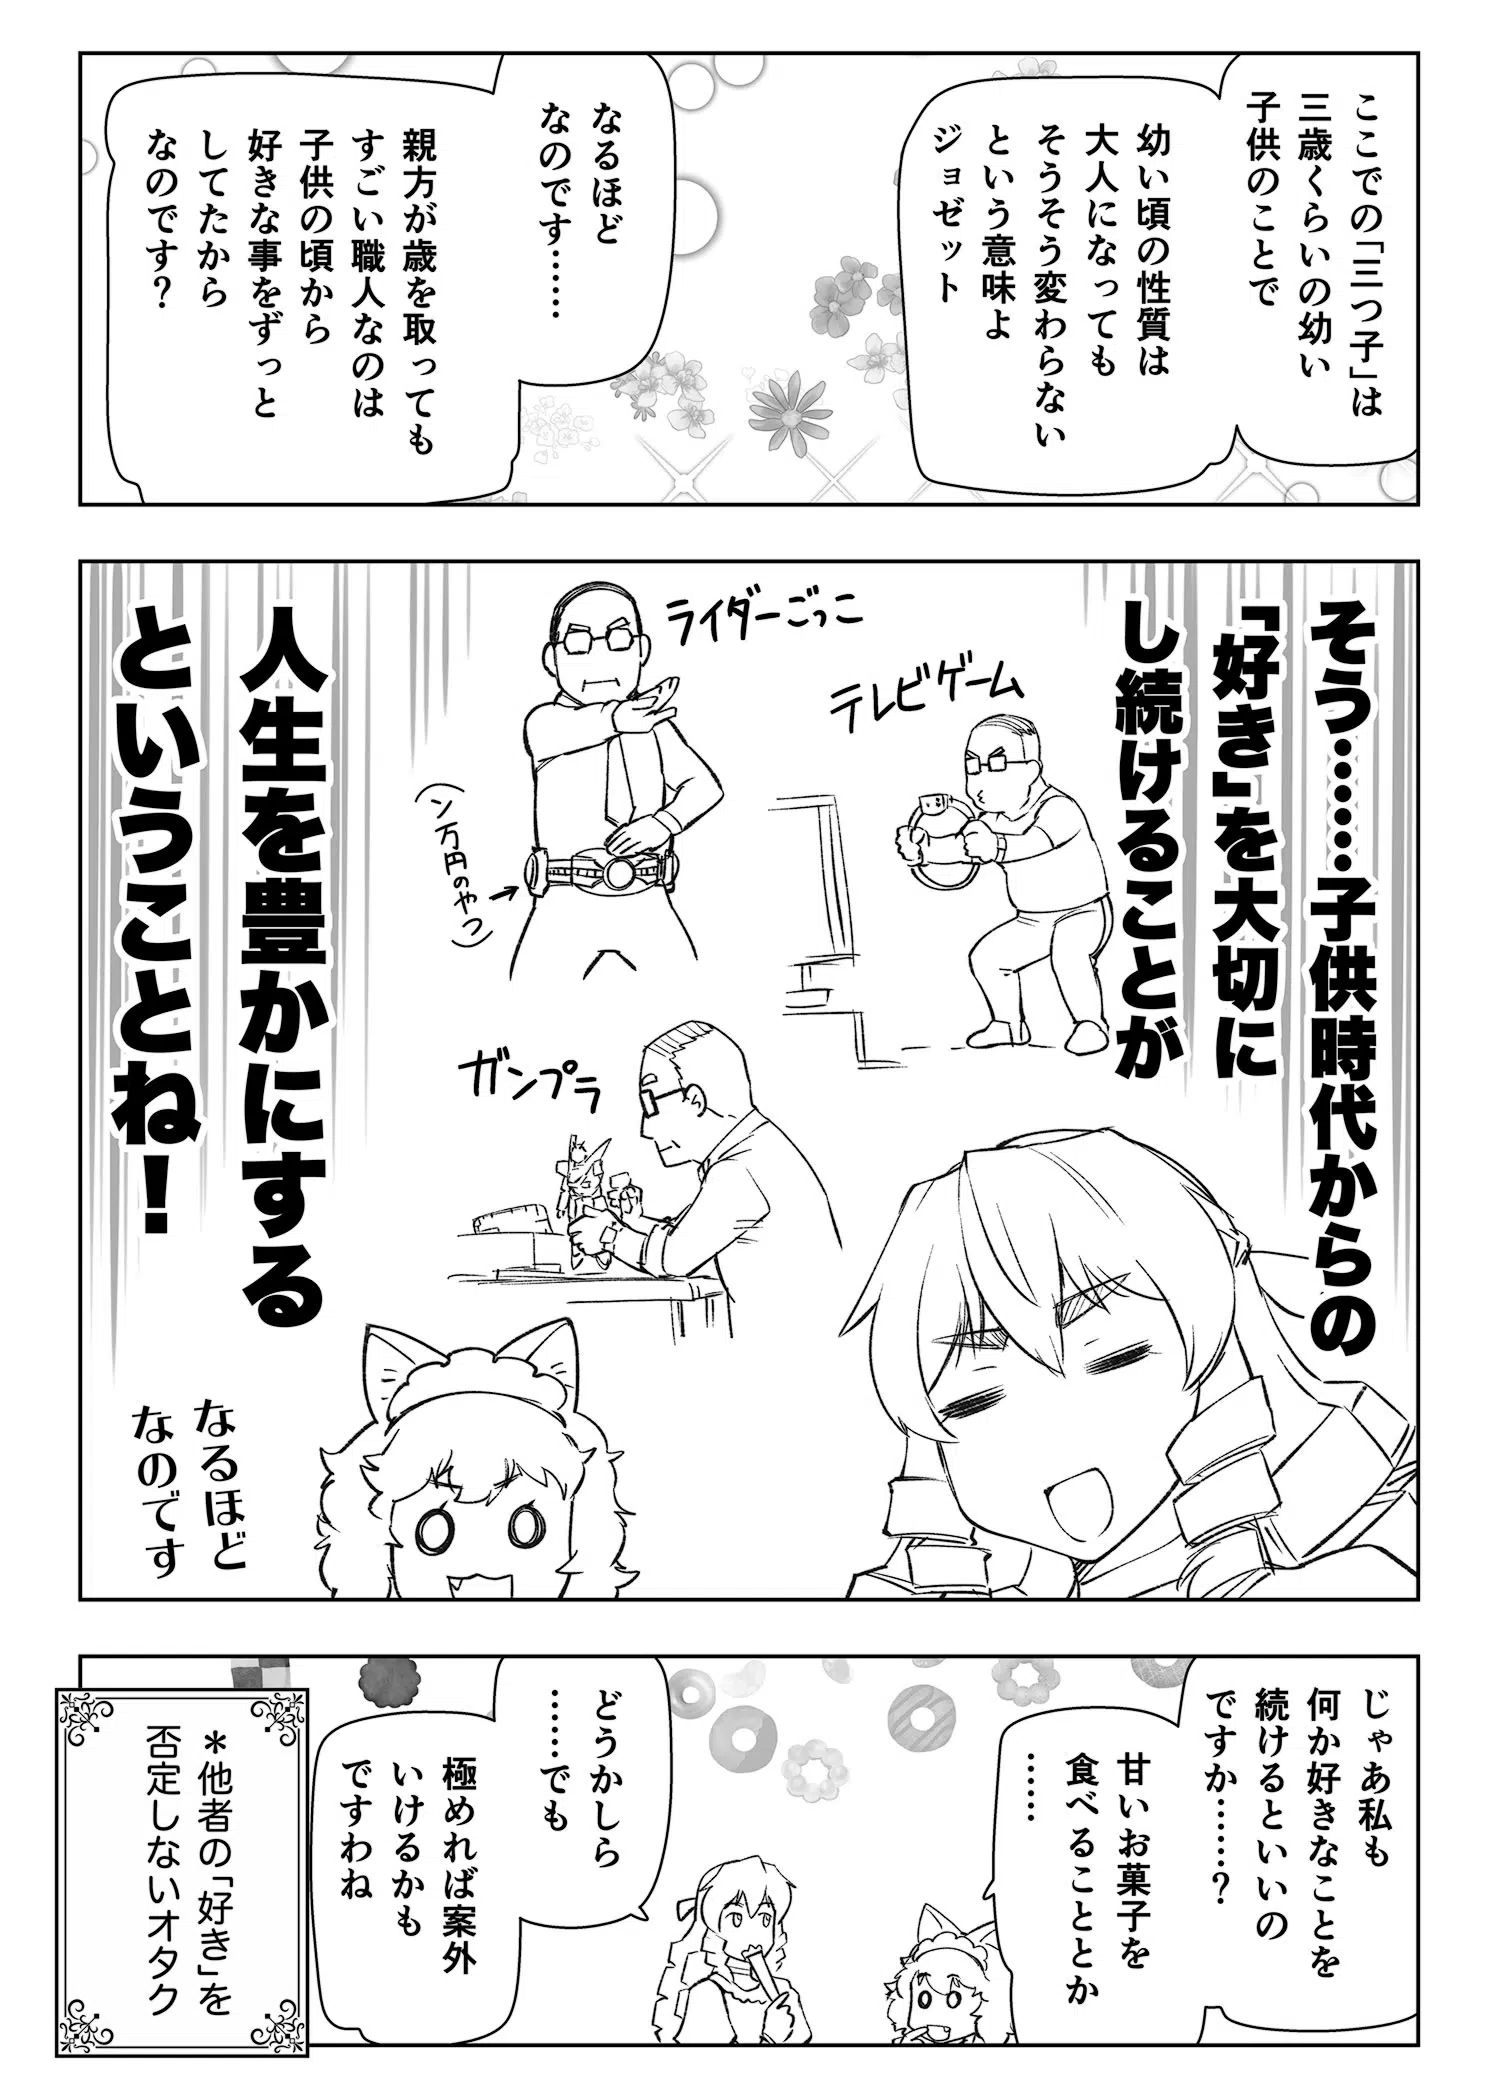 ここでの「三つ子」は
三歳くらいの幼い
子供のことで
幼い頃の性質は
大人になっても
そうそう変わらない
という意味よ
ジョゼット
なるほど
なのです……
親方が歳を取っても
すごい職人なのは
子供の頃から
好きな事をずっと
してたから
なのです？
そう……子供時代からの
「好き」を大切に
し続けることが
テレビゲーム
ライダーごっこ
(ン万円のやつ)
ガンプラ
人生を豊かにする
ということね！
なるほど
なのです
じゃあ私も
何か好きなことを
続けるといいの
ですか……？
甘いお菓子を
食べることとか
……
どうかしら
……でも
極めれば案外
いけるかも
ですわね
＊他者の「好き」を
否定しないオタク